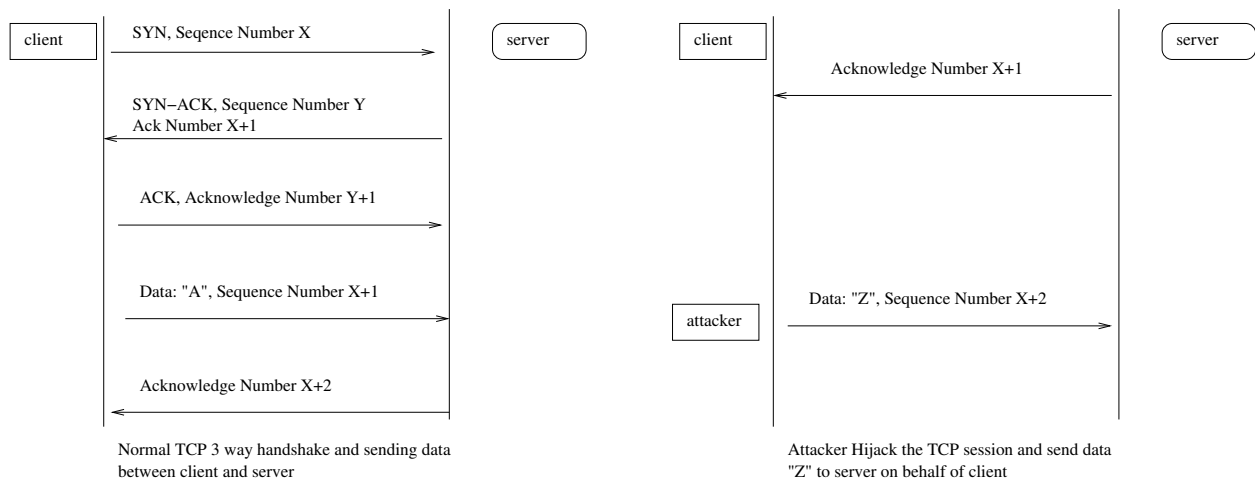 client
SYN, Seqence Number X
server
SYN−ACK, Sequence Number Y
Ack Number X+1
ACK, Acknowledge Number Y+1
Data: "A", Sequence Number X+1
Acknowledge Number X+2
Normal TCP 3 way handshake and sending data
between client and server
client
server
Acknowledge Number X+1
attacker
Data: "Z", Sequence Number X+2
Attacker Hijack the TCP session and send data
"Z" to server on behalf of client